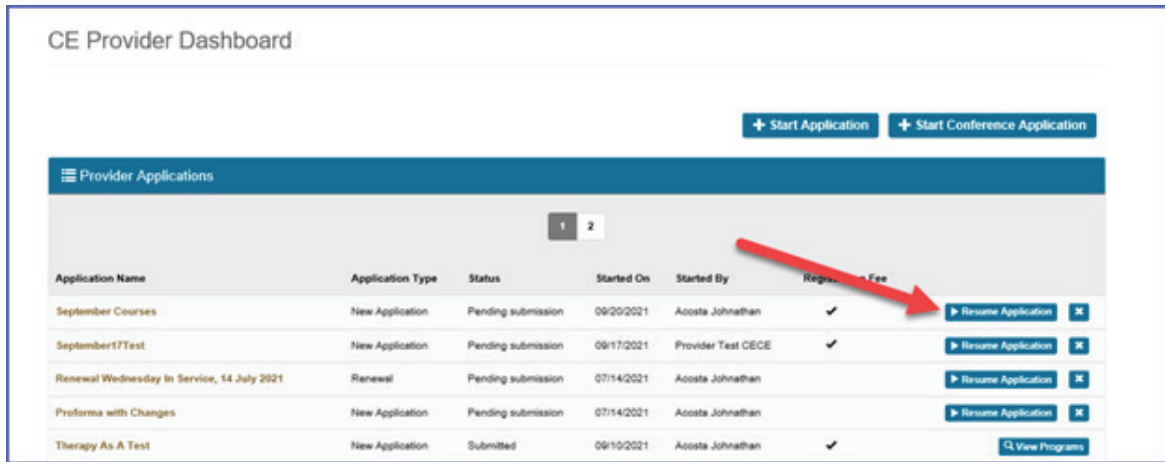 CE Provider Dashboard
+ Start Application + Start Conference Application
Provider Applications
1 2
Application Name Application Type Status Started On Started By Fee
September Courses New Application Pending submission 09/20/2021 Acosta Johnathan ✔ Resume Application ✖
September17Test New Application Pending submission 09/17/2021 Provider Test CECE ✔ Resume Application ✖
Renewal Wednesday In Service, 14 July 2021 Renewal Pending submission 07/14/2021 Acosta Johnathan Resume Application ✖
Proforma with Changes New Application Pending submission 07/14/2021 Acosta Johnathan Resume Application ✖
Therapy As A Test New Application Submitted 09/10/2021 Acosta Johnathan ✔ View Programs